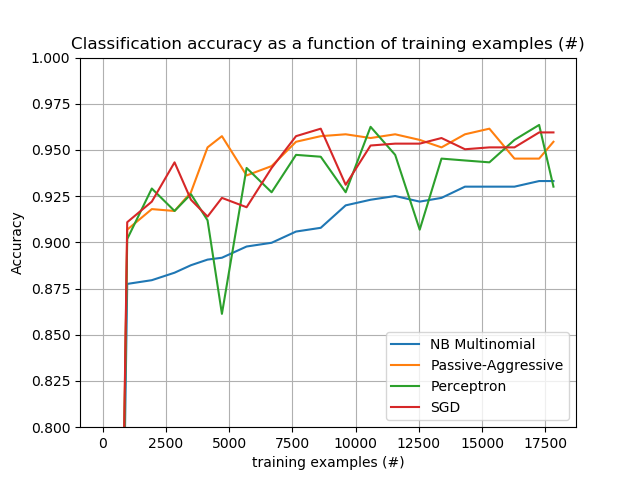 Classification accuracy as a function of training examples (#)
1.000
0.975
0.950
0.925
0.900
0.875
0.850
0.825
0.800
Accuracy
NB Multinomial
Passive-Aggressive
Perceptron
SGD
0 2500 5000 7500 10000 12500 15000 17500
training examples (#)